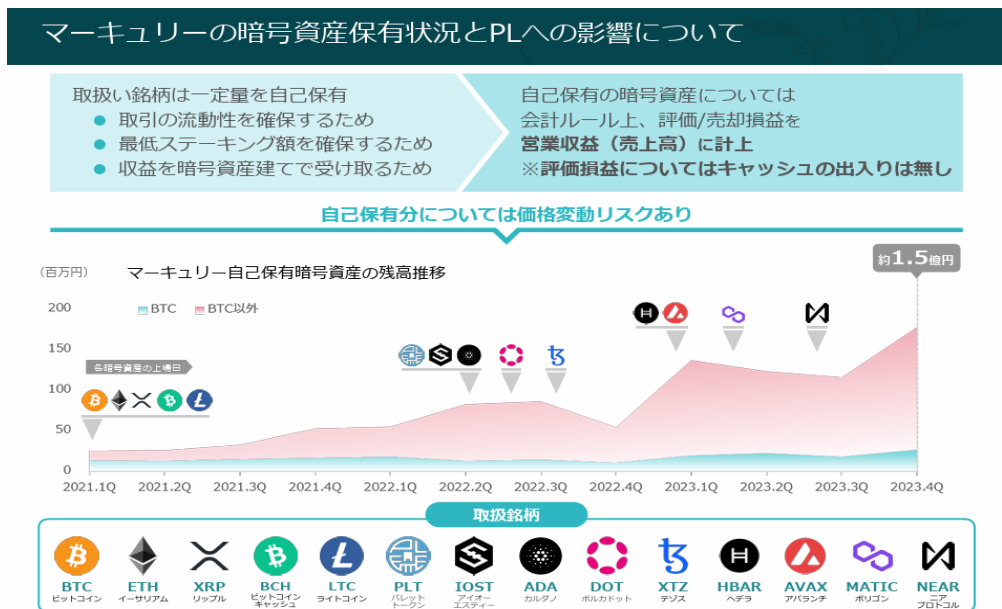 マーキュリーの暗号資産保有状況とPLへの影響について
取扱い銘柄は一定量を自己保有
● 取引の流動性を確保するため
● 最低ステーキング額を確保するため
● 収益を暗号資産建てで受け取るため
自己保有の暗号資産については
会計ルール上、評価/売却損益を
営業収益（売上高）に計上
※評価損益についてはキャッシュの出入りは無し
自己保有分については価格変動リスクあり
（百万円）
マーキュリー自己保有暗号資産の残高推移
約1.5億円
BTC BTC以外
200
150
100
50
0
各暗号資産の上場日
2021.1Q 2021.2Q 2021.3Q 2021.4Q 2022.1Q 2022.2Q 2022.3Q 2022.4Q 2023.1Q 2023.2Q 2023.3Q 2023.4Q
取扱銘柄
BTC ETH XRP BCH LTC PLT IOST ADA DOT XTZ HBAR AVAX MATIC NEAR
ビットコイン イーサリアム リップル ビットコイン ライトコイン パレット アイオー カルダノ ポルカドット テゾス ヘデラ アバランチ ポリゴン ニア
キャッシュ トークン エスティー プロトコル